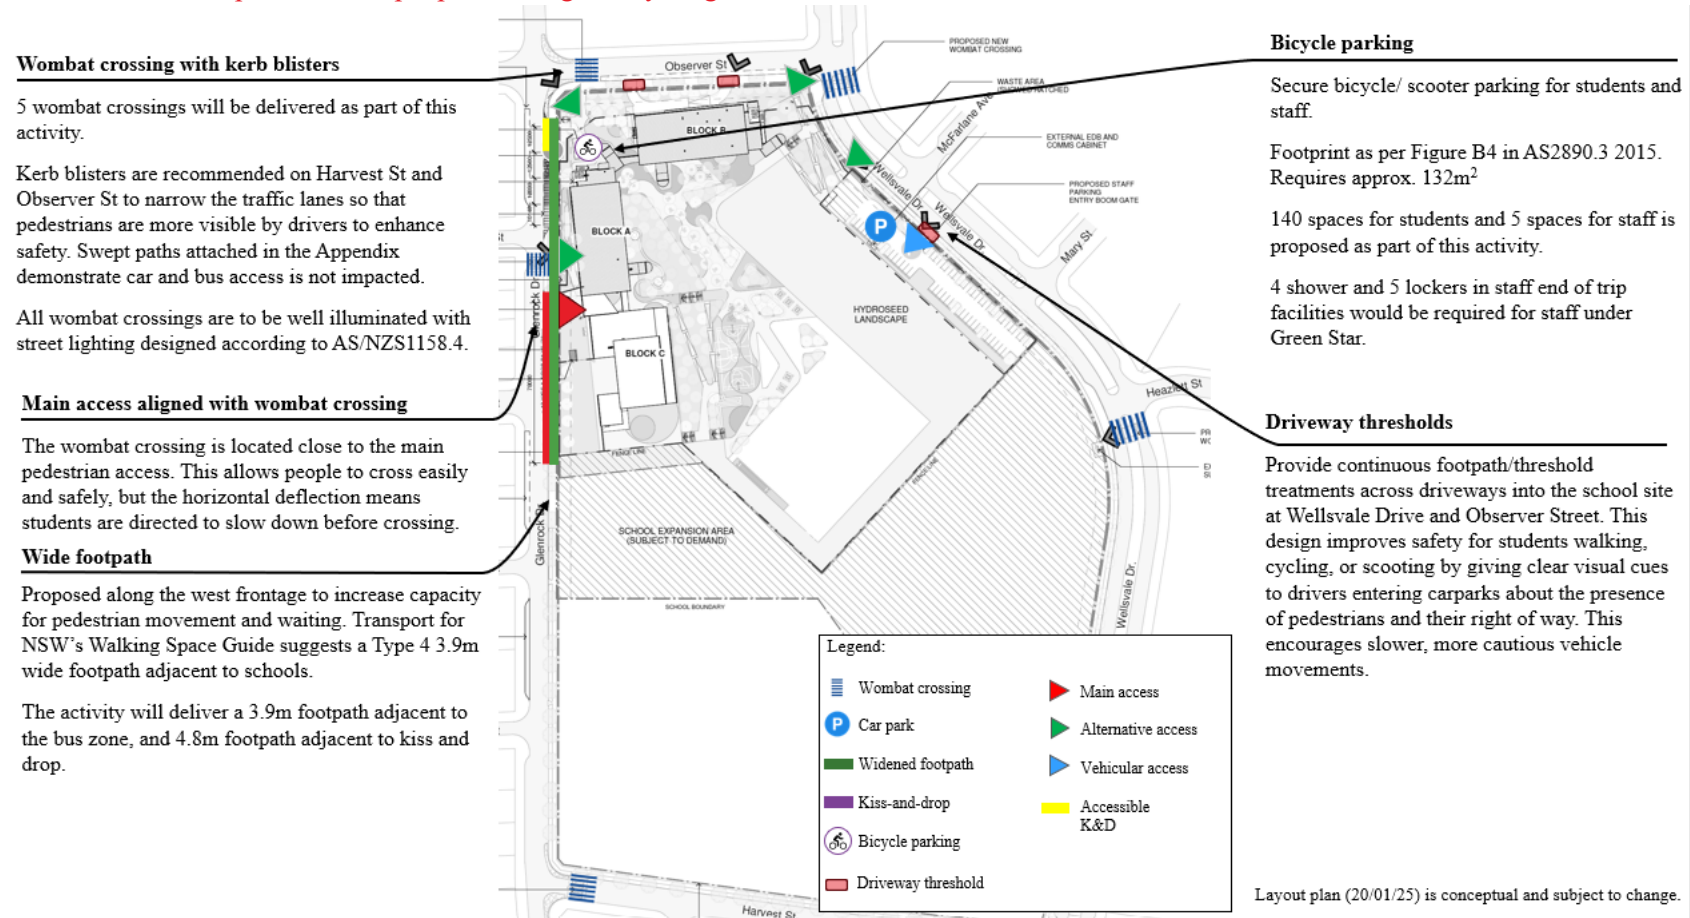 Wombat crossing with kerb blisters
5 wombat crossings will be delivered as part of this
activity.
Kerb blisters are recommended on Harvest St and
Observer St to narrow the traffic lanes so that
pedestrians are more visible by drivers to enhance
safety. Swept paths attached in the Appendix
demonstrate car and bus access is not impacted.
All wombat crossings are to be well illuminated with
street lighting designed according to AS/NZS1158.4.
Main access aligned with wombat crossing
The wombat crossing is located close to the main
pedestrian access. This allows people to cross easily
and safely, but the horizontal deflection means
students are directed to slow down before crossing.
Wide footpath
Proposed along the west frontage to increase capacity
for pedestrian movement and waiting. Transport for
NSW's Walking Space Guide suggests a Type 4 3.9m
wide footpath adjacent to schools.
The activity will deliver a 3.9m footpath adjacent to
the bus zone, and 4.8m footpath adjacent to kiss and
drop.
Observer St
PROPOSED NEW
WOMBAT CROSSING
WASTE AREA
McFarlane Ave
EXTERNAL EDB AND
COMMS CABINET
PROPOSED STAFF
PARKING
ENTRY BOOM GATE
BLOCK B
Wellsvale Dr
P
Wellsvale Dr
Mary St
BLOCK A
HYDROSEED
LANDSCAPE
Glenrock Dr
BLOCK C
Heazlett St
FENCE LINE
FENCE LINE
SCHOOL EXPANSION AREA
(SUBJECT TO DEMAND)
Glenrock Dr
SCHOOL BOUNDARY
Wellsvale Dr.
Harvest St
Legend:
Wombat crossing
P
Car park
Widened footpath
Kiss-and-drop
Bicycle parking
Driveway threshold
Main access
Alternative access
Vehicular access
Accessible
K&D
Bicycle parking
Secure bicycle/ scooter parking for students and
staff.
Footprint as per Figure B4 in AS2890.3 2015.
Requires approx. 132m²
140 spaces for students and 5 spaces for staff is
proposed as part of this activity.
4 shower and 5 lockers in staff end of trip
facilities would be required for staff under
Green Star.
Driveway thresholds
Provide continuous footpath/threshold
treatments across driveways into the school site
at Wellsvale Drive and Observer Street. This
design improves safety for students walking,
cycling, or scooting by giving clear visual cues
to drivers entering carparks about the presence
of pedestrians and their right of way. This
encourages slower, more cautious vehicle
movements.
Layout plan (20/01/25) is conceptual and subject to change.